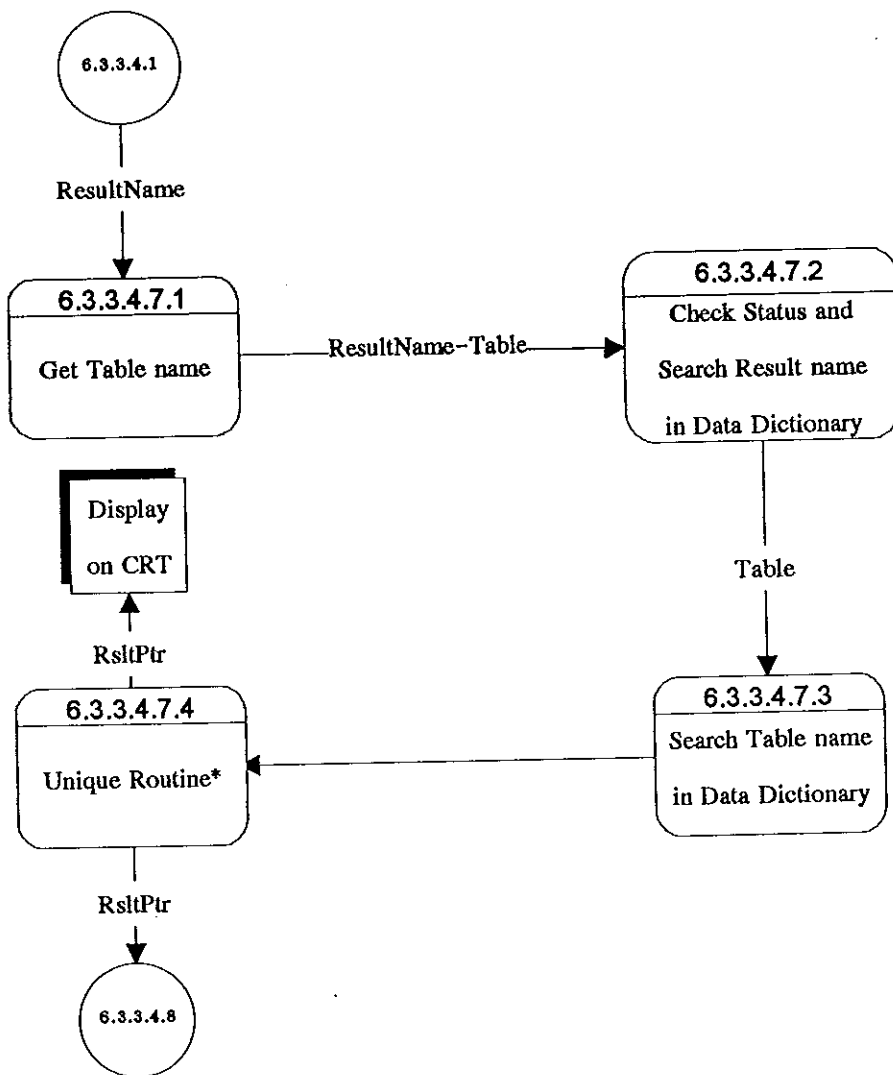 6.3.3.4.1
ResultName
6.3.3.4.7.1
Get Table name
ResultName-Table
6.3.3.4.7.2
Check Status and
Search Result name
in Data Dictionary
Table
6.3.3.4.7.3
Search Table name
in Data Dictionary
Display
on CRT
RsltPtr
6.3.3.4.7.4
Unique Routine*
RsltPtr
6.3.3.4.8